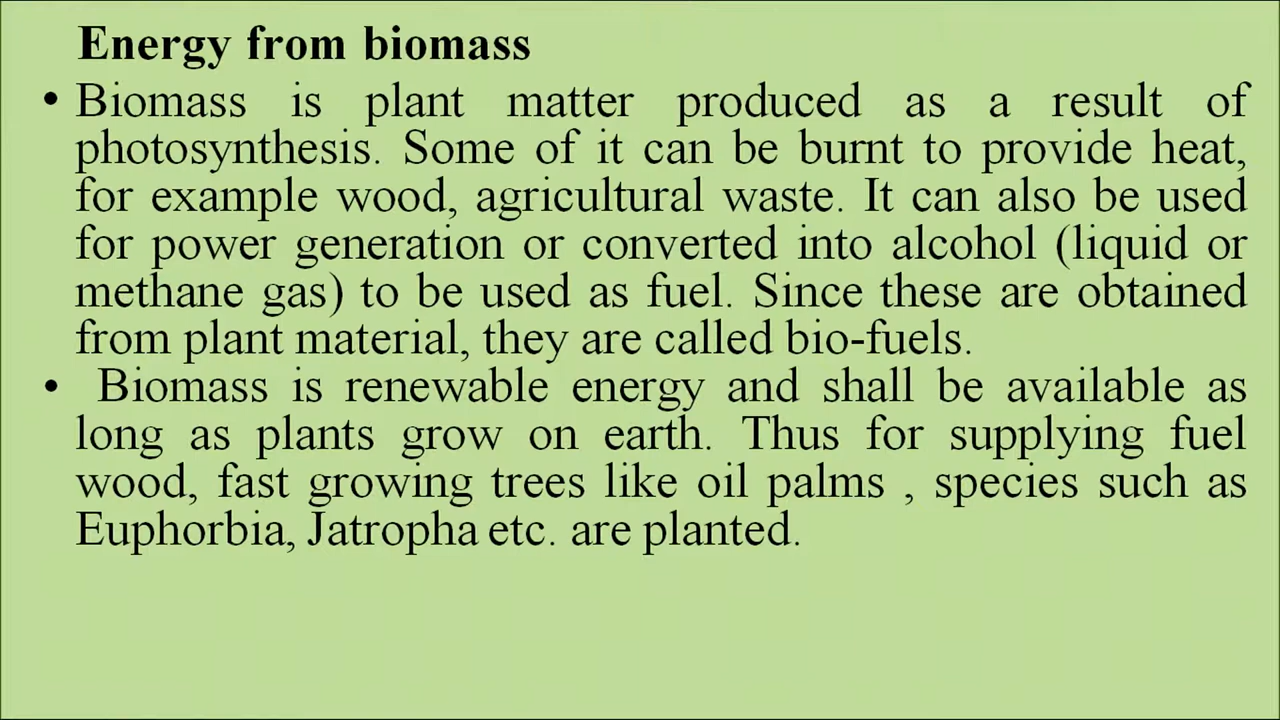 Energy from biomass
• Biomass is plant matter produced as a result of
photosynthesis. Some of it can be burnt to provide heat,
for example wood, agricultural waste. It can also be used
for power generation or converted into alcohol (liquid or
methane gas) to be used as fuel. Since these are obtained
from plant material, they are called bio-fuels.
• Biomass is renewable energy and shall be available as
long as plants grow on earth. Thus for supplying fuel
wood, fast growing trees like oil palms , species such as
Euphorbia, Jatropha etc. are planted.